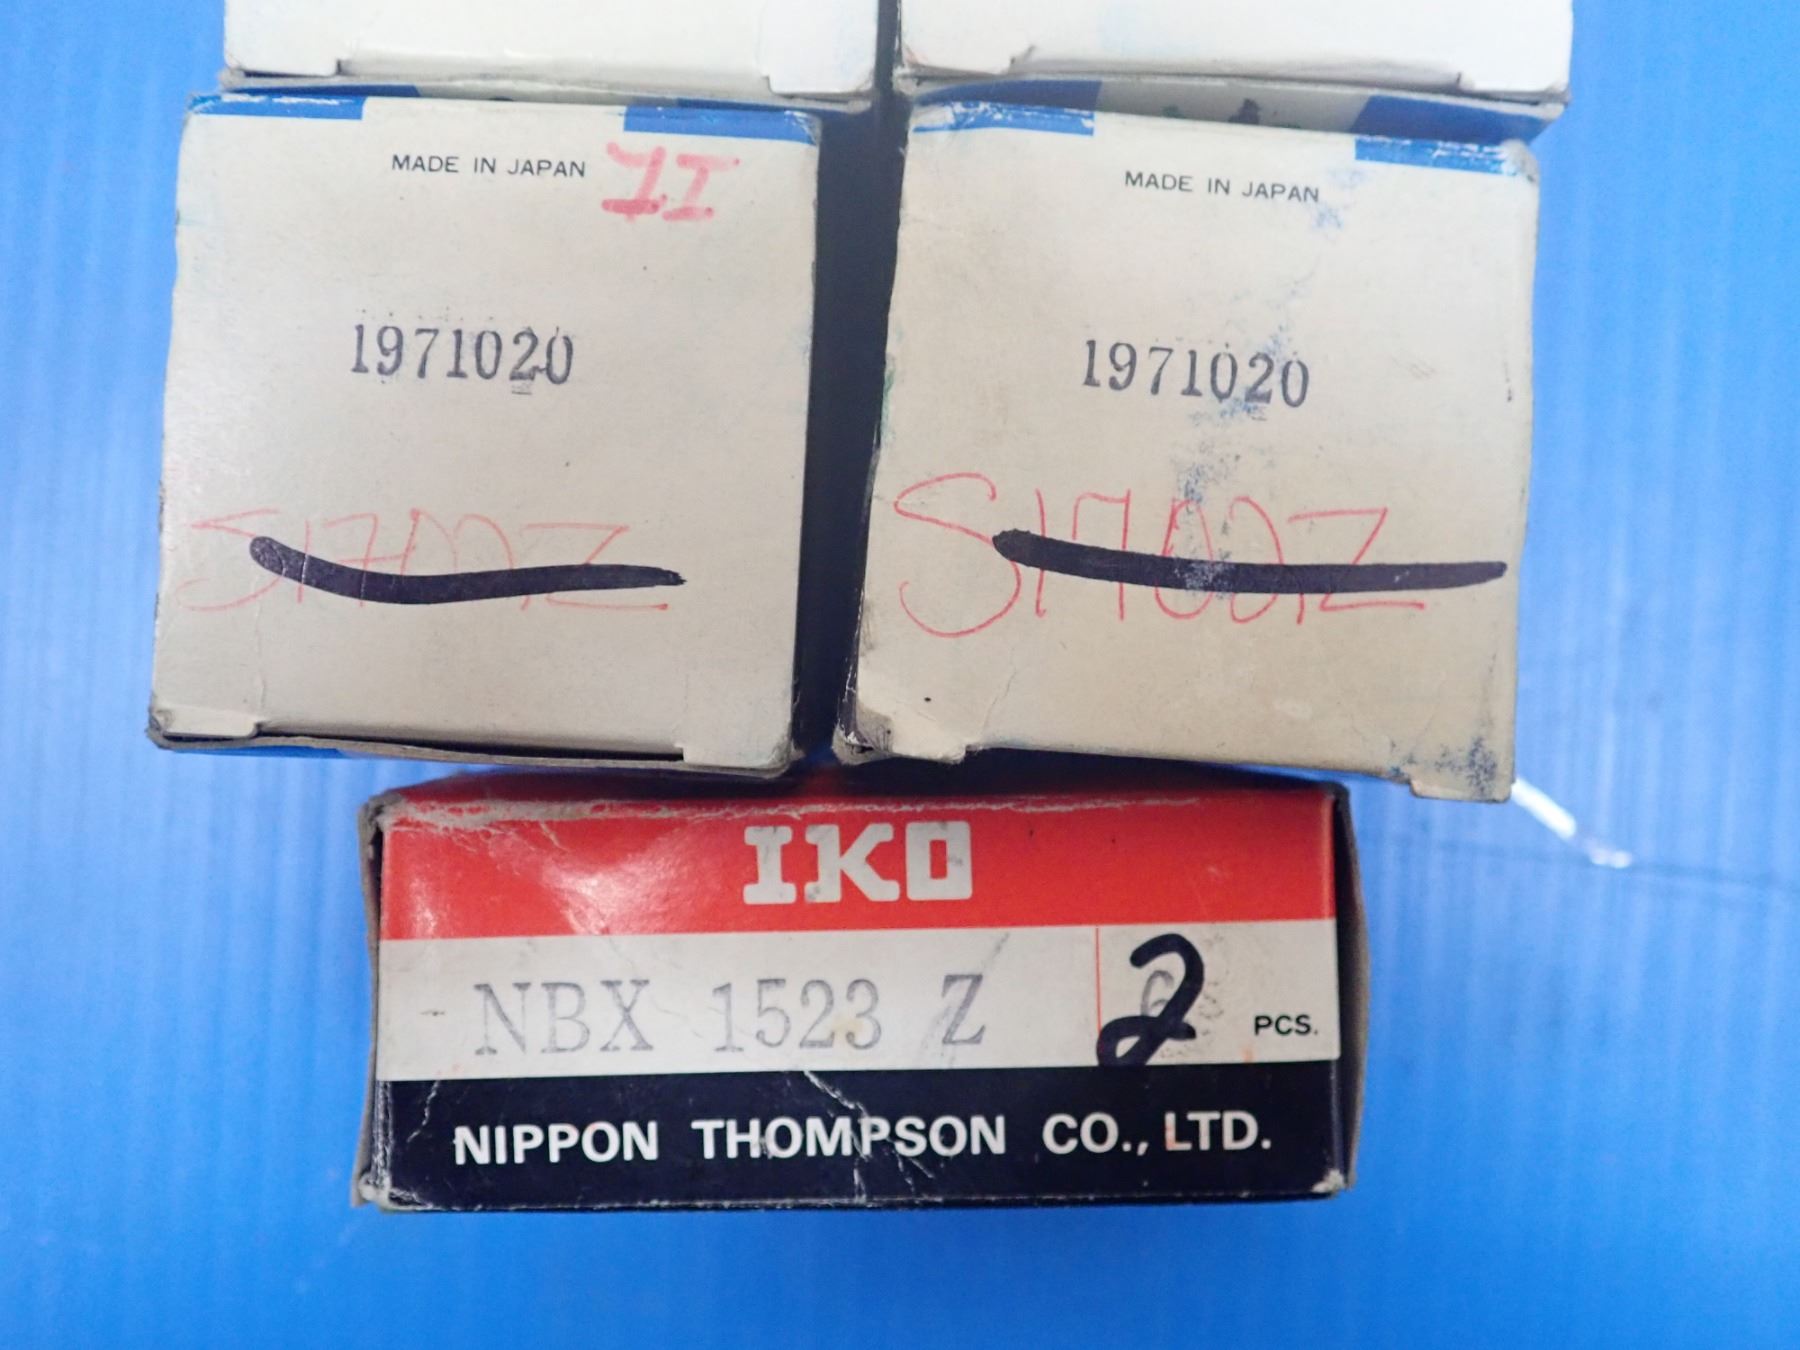 MADE IN JAPAN
1971020
S1700Z
MADE IN JAPAN
1971020
S1700Z
IKO
NBX 1523 Z 2 PCS.
NIPPON THOMPSON CO., LTD.